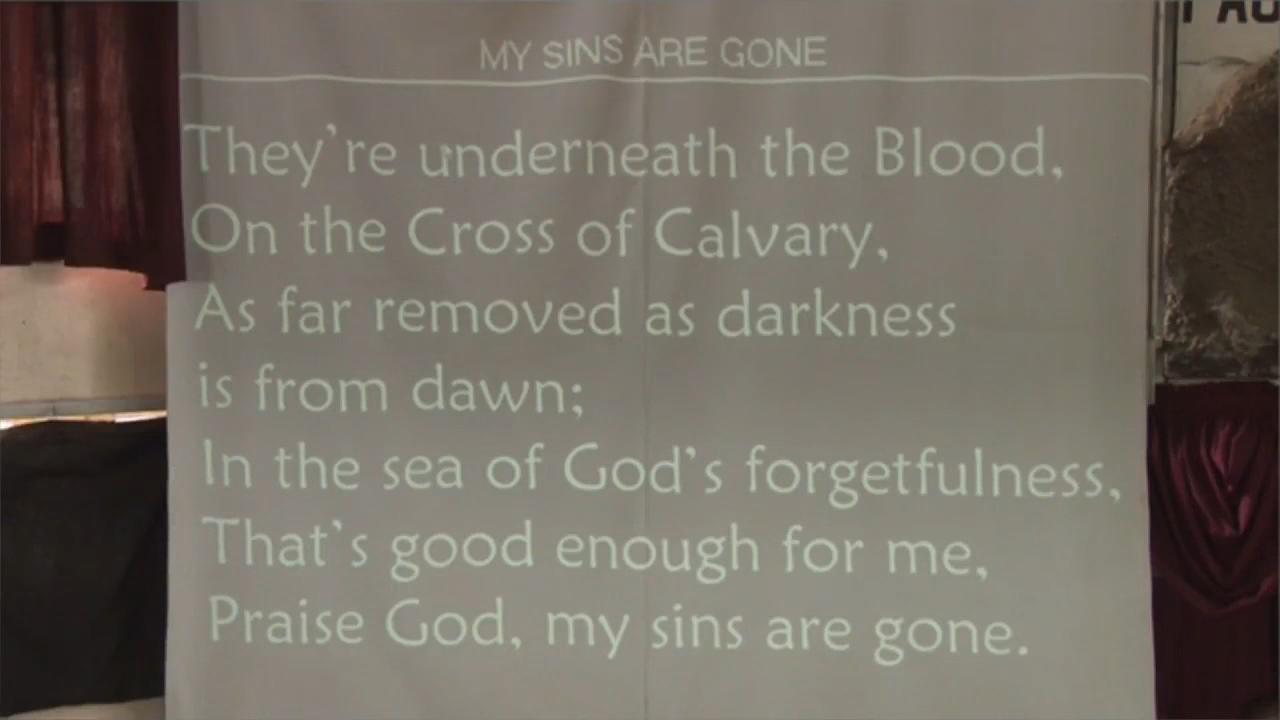 MY SINS ARE GONE
They're underneath the Blood,
On the Cross of Calvary,
As far removed as darkness
is from dawn;
In the sea of God's forgetfulness,
That's good enough for me,
Praise God, my sins are gone.